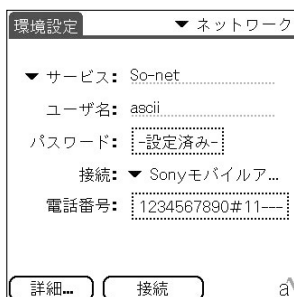 環境設定 ▼ ネットワーク
▼ サービス: So-net
ユーザ名: ascii
パスワード: -設定済み-
接続: ▼ Sonyモバイルア...
電話番号: 1234567890#11---
詳細... 接続